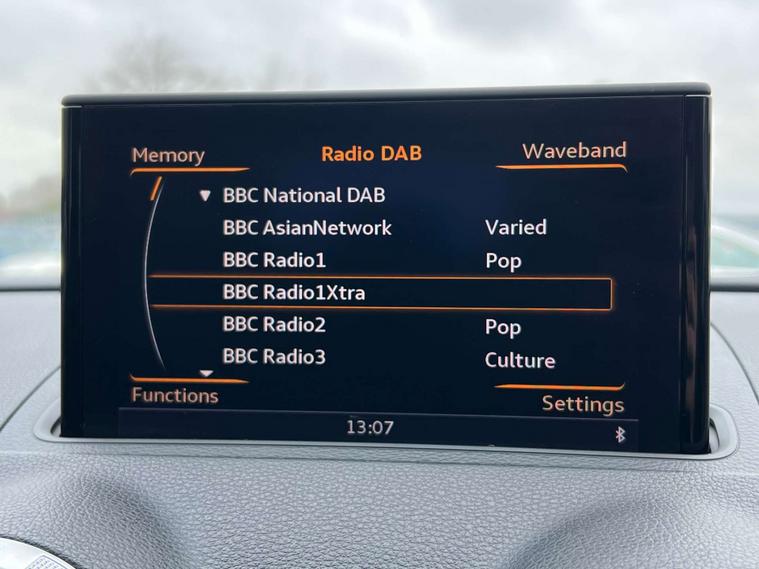 Memory Radio DAB Waveband
BBC National DAB
BBC AsianNetwork Varied
BBC Radio1 Pop
BBC Radio1Xtra
BBC Radio2 Pop
BBC Radio3 Culture
Functions Settings
13:07